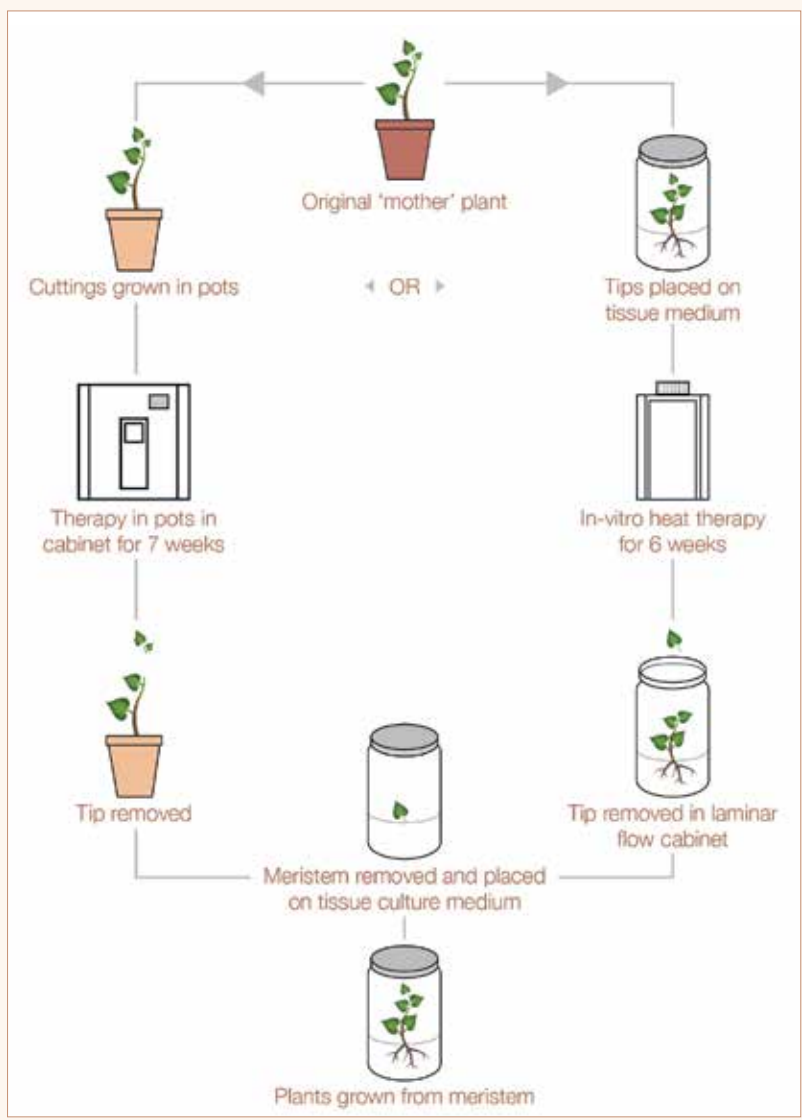 Original 'mother' plant
Cuttings grown in pots
OR
Tips placed on
tissue medium
Therapy in pots in
cabinet for 7 weeks
In-vitro heat therapy
for 6 weeks
Tip removed
Tip removed in laminar
flow cabinet
Meristem removed and placed
on tissue culture medium
Plants grown from meristem